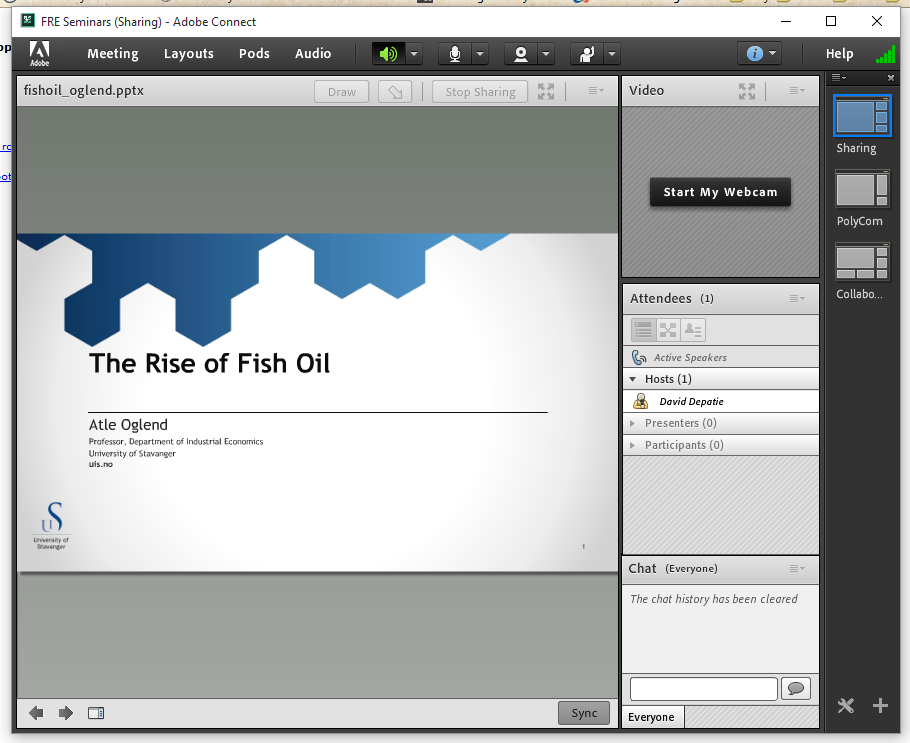 FRE Seminars (Sharing) - Adobe Connect
Adobe
Meeting Layouts Pods Audio Help
fishoil_oglend.pptx
Draw
Stop Sharing
The Rise of Fish Oil
Atle Oglend
Professor, Department of Industrial Economics
University of Stavanger
uis.no
University of
Stavanger
1
Sync
Video
Start My Webcam
Attendees (1)
Active Speakers
Hosts (1)
David Depatie
Presenters (0)
Participants (0)
Chat (Everyone)
The chat history has been cleared
Everyone
Sharing
PolyCom
Collabo...